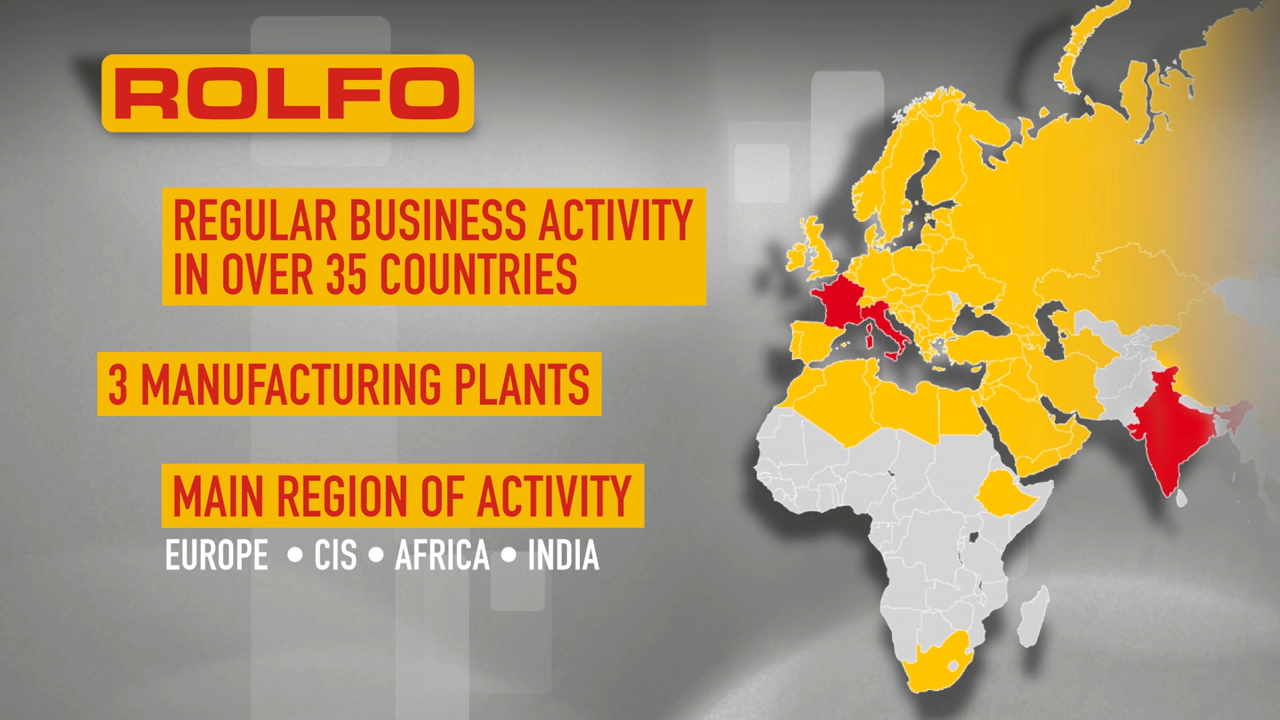 ROLFO
REGULAR BUSINESS ACTIVITY
IN OVER 35 COUNTRIES
3 MANUFACTURING PLANTS
MAIN REGION OF ACTIVITY
EUROPE • CIS • AFRICA • INDIA